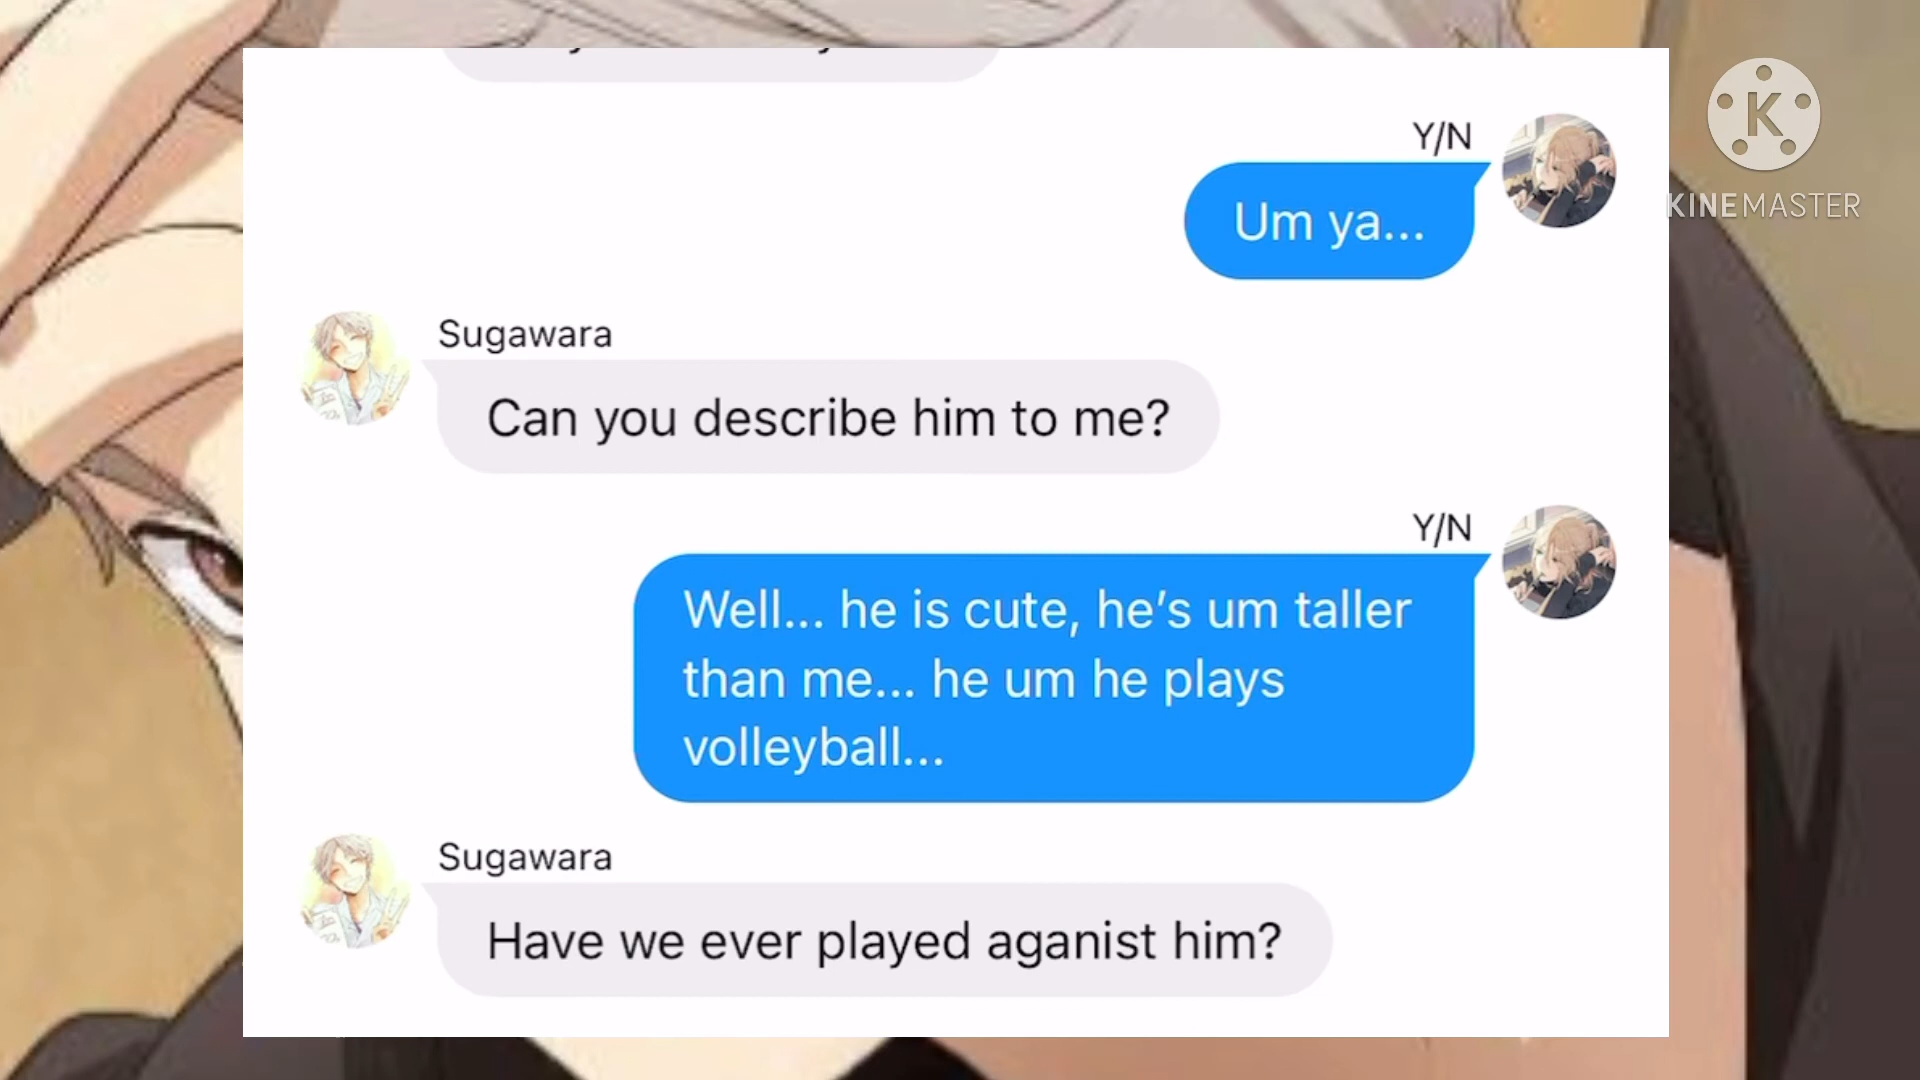 Y/N
Um ya...
Sugawara
Can you describe him to me?
Y/N
Well... he is cute, he's um taller
than me... he um he plays
volleyball...
Sugawara
Have we ever played aganist him?
K
KINEMASTER